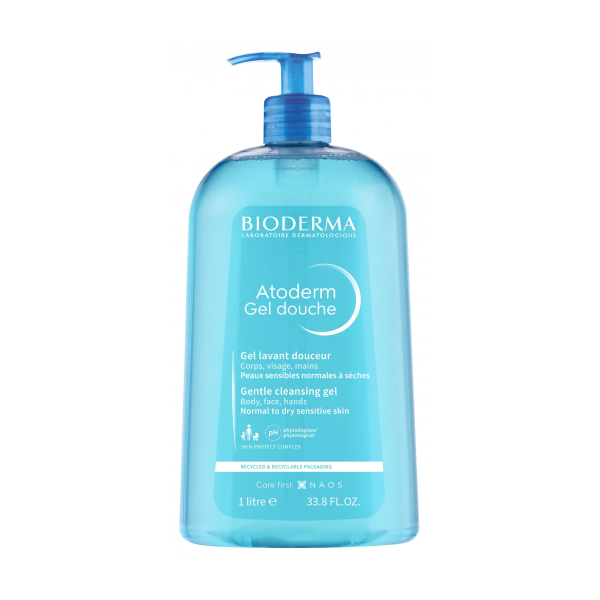 BIODERMA
LABORATOIRE DERMATOLOGIQUE
Atoderm
Gel douche
Gel lavant douceur
Corps, visage, mains
Peaux sensibles normales à sèches
Gentle cleansing gel
Body, face, hands
Normal to dry sensitive skin
pH physiologique*
physiological
SKIN PROTECT COMPLEX
RECYCLED & RECYCLABLE PACKAGING
Care first. NAOS
1 litre ℮ 33.8 FL.OZ.